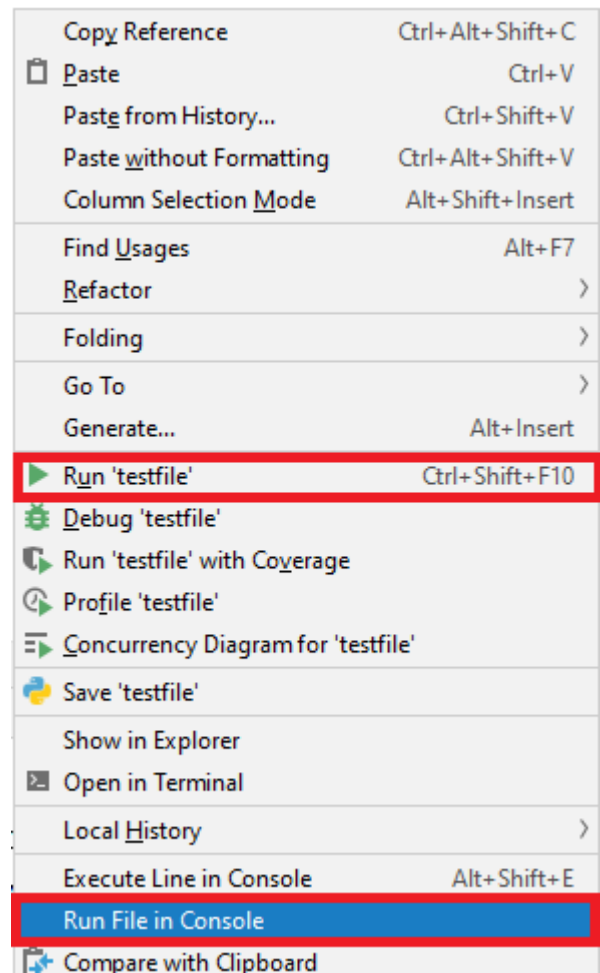 Copy Reference Ctrl+Alt+Shift+C
Paste Ctrl+V
Paste from History... Ctrl+Shift+V
Paste without Formatting Ctrl+Alt+Shift+V
Column Selection Mode Alt+Shift+Insert
Find Usages Alt+F7
Refactor
Folding
Go To
Generate... Alt+Insert
Run 'testfile' Ctrl+Shift+F10
Debug 'testfile'
Run 'testfile' with Coverage
Profile 'testfile'
Concurrency Diagram for 'testfile'
Save 'testfile'
Show in Explorer
Open in Terminal
Local History
Execute Line in Console Alt+Shift+E
Run File in Console
Compare with Clipboard